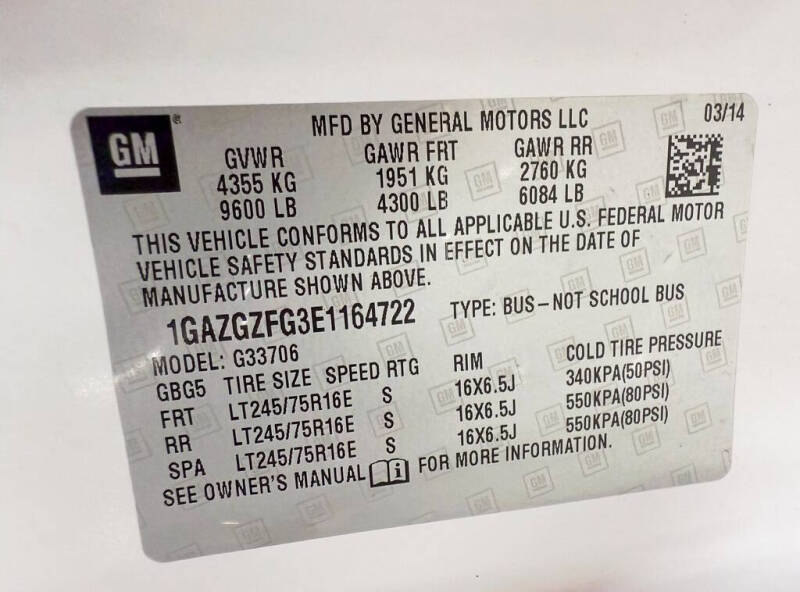 GM
MFD BY GENERAL MOTORS LLC 03/14
GVWR GAWR FRT GAWR RR
4355 KG 1951 KG 2760 KG
9600 LB 4300 LB 6084 LB
THIS VEHICLE CONFORMS TO ALL APPLICABLE U.S. FEDERAL MOTOR
VEHICLE SAFETY STANDARDS IN EFFECT ON THE DATE OF
MANUFACTURE SHOWN ABOVE.
1GAZGZFG3E1164722 TYPE: BUS–NOT SCHOOL BUS
MODEL: G33706
GBG5 TIRE SIZE SPEED RTG RIM COLD TIRE PRESSURE
FRT LT245/75R16E S 16X6.5J 340KPA(50PSI)
RR LT245/75R16E S 16X6.5J 550KPA(80PSI)
SPA LT245/75R16E S 16X6.5J 550KPA(80PSI)
SEE OWNER'S MANUAL i FOR MORE INFORMATION.